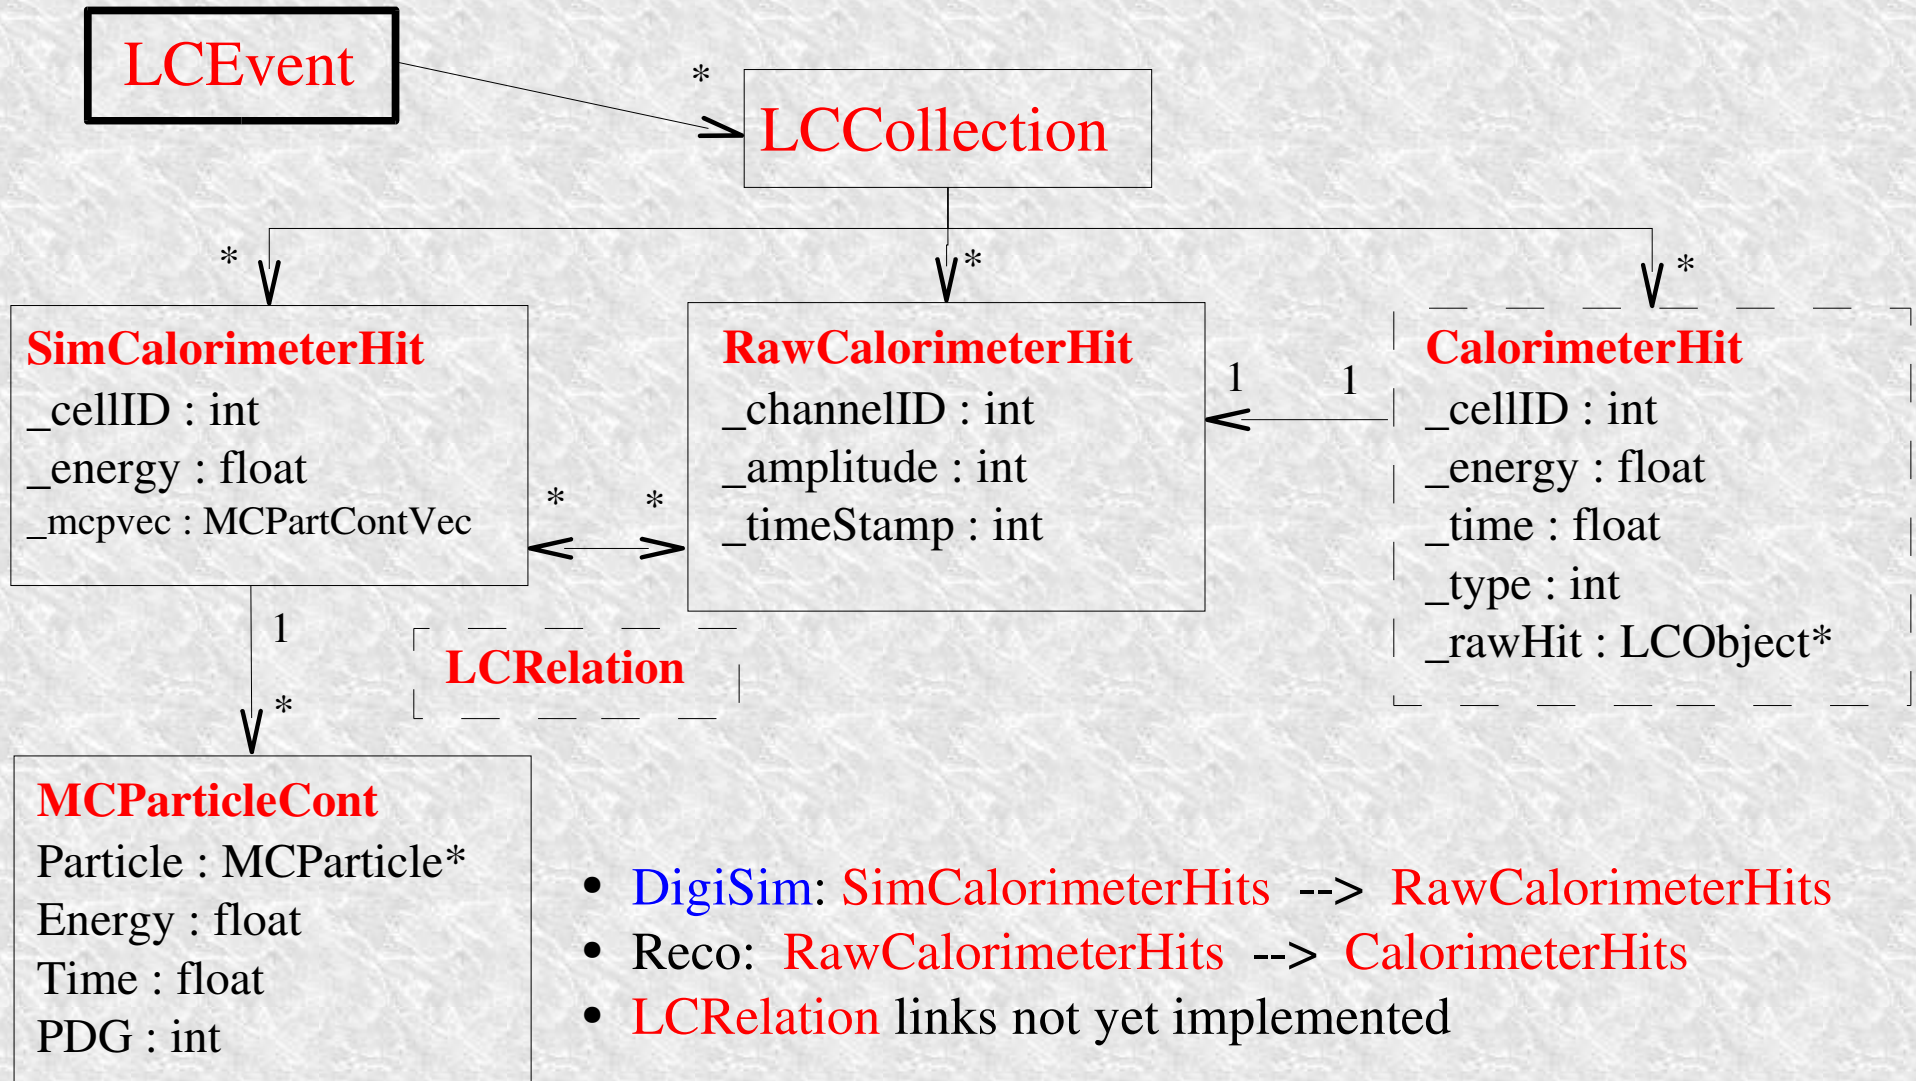 LCEvent
*
LCCollection
*
*
*
SimCalorimeterHit
_cellID : int
_energy : float
_mcpvec : MCPartContVec
*
*
RawCalorimeterHit
_channelID : int
_amplitude : int
_timeStamp : int
1
1
CalorimeterHit
_cellID : int
_energy : float
_time : float
_type : int
_rawHit : LCObject*
1
*
LCRelation
MCParticleCont
Particle : MCParticle*
Energy : float
Time : float
PDG : int
• DigiSim: SimCalorimeterHits --> RawCalorimeterHits
• Reco: RawCalorimeterHits --> CalorimeterHits
• LCRelation links not yet implemented